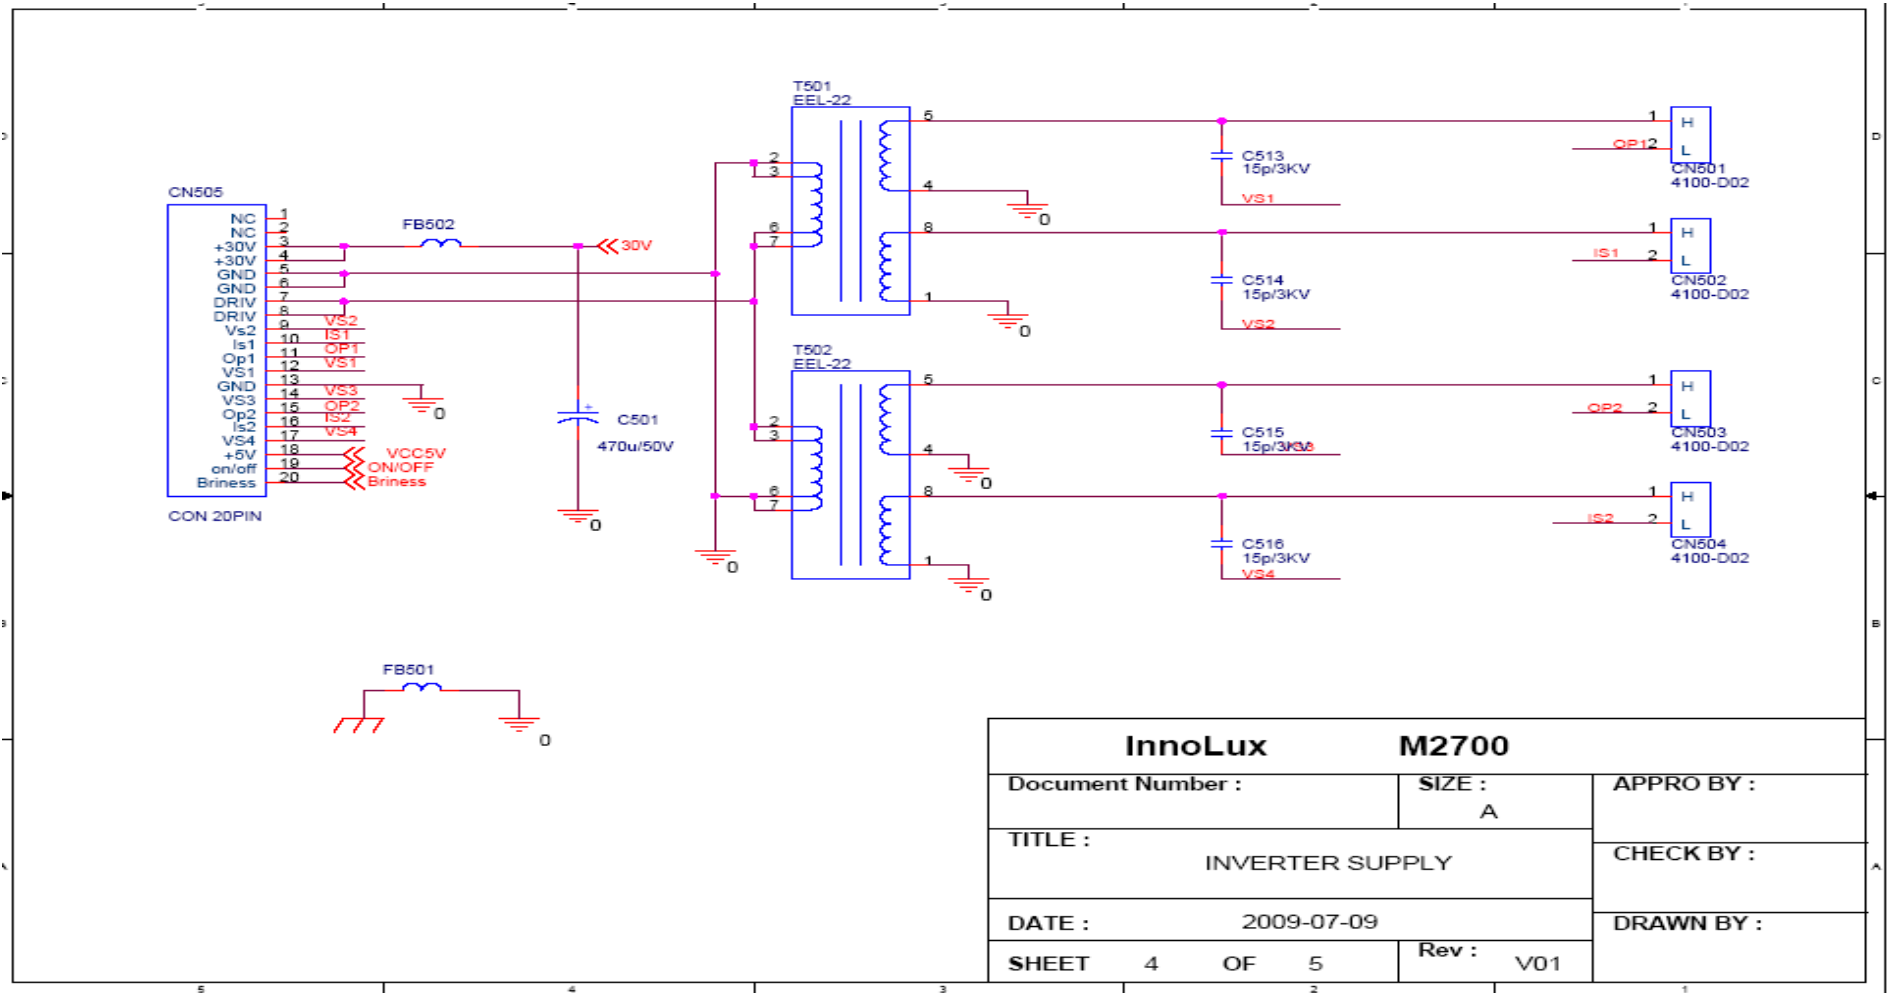 T501
EEL-22
2
3
6
7
5
4
8
1
C513
15p/3KV
VS1
1 H
OP1 2 L
CN501
4100-D02
C514
15p/3KV
VS2
1 H
IS1 2 L
CN502
4100-D02
CN505
NC 1
NC 2
+30V 3
+30V 4
GND 5
GND 6
DRIV 7
DRIV 8
Vs2 9 VS2
Is1 10 IS1
Op1 11 OP1
VS1 12 VS1
GND 13
VS3 14 VS3
Op2 15 OP2
Is2 16 IS2
VS4 17 VS4
+5V 18 VCC5V
on/off 19 ON/OFF
Briness 20 Briness
CON 20PIN
FB502
30V
+
C501
470u/50V
0
0
0
0
0
T502
EEL-22
2
3
6
7
5
4
8
1
0
0
C515
15p/3KV
1 H
OP2 2 L
CN503
4100-D02
C516
15p/3KV
VS4
1 H
IS2 2 L
CN504
4100-D02
FB501
0
InnoLux M2700
Document Number :
SIZE :
A
APPRO BY :
TITLE :
INVERTER SUPPLY
CHECK BY :
DATE : 2009-07-09
DRAWN BY :
SHEET 4 OF 5
Rev : V01
D
C
B
A
5 4 3 2 1